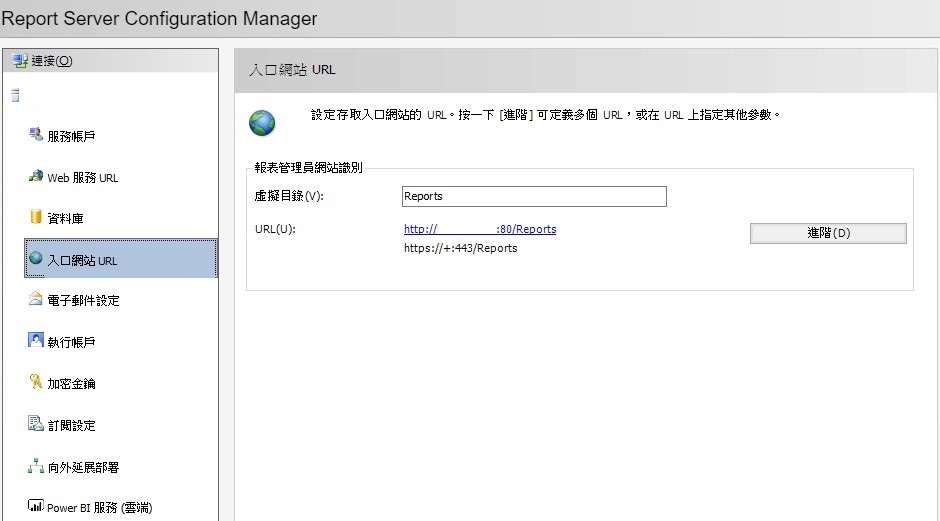 Report Server Configuration Manager
連接(O)
服務帳戶
Web 服務 URL
資料庫
入口網站 URL
電子郵件設定
執行帳戶
加密金鑰
訂閱設定
向外延展部署
Power BI 服務 (雲端)
入口網站 URL
設定存取入口網站的 URL。按一下 [進階] 可定義多個 URL，或在 URL 上指定其他參數。
報表管理員網站識別
虛擬目錄(V):
Reports
URL(U):
http:// :80/Reports
https://+:443/Reports
進階(D)